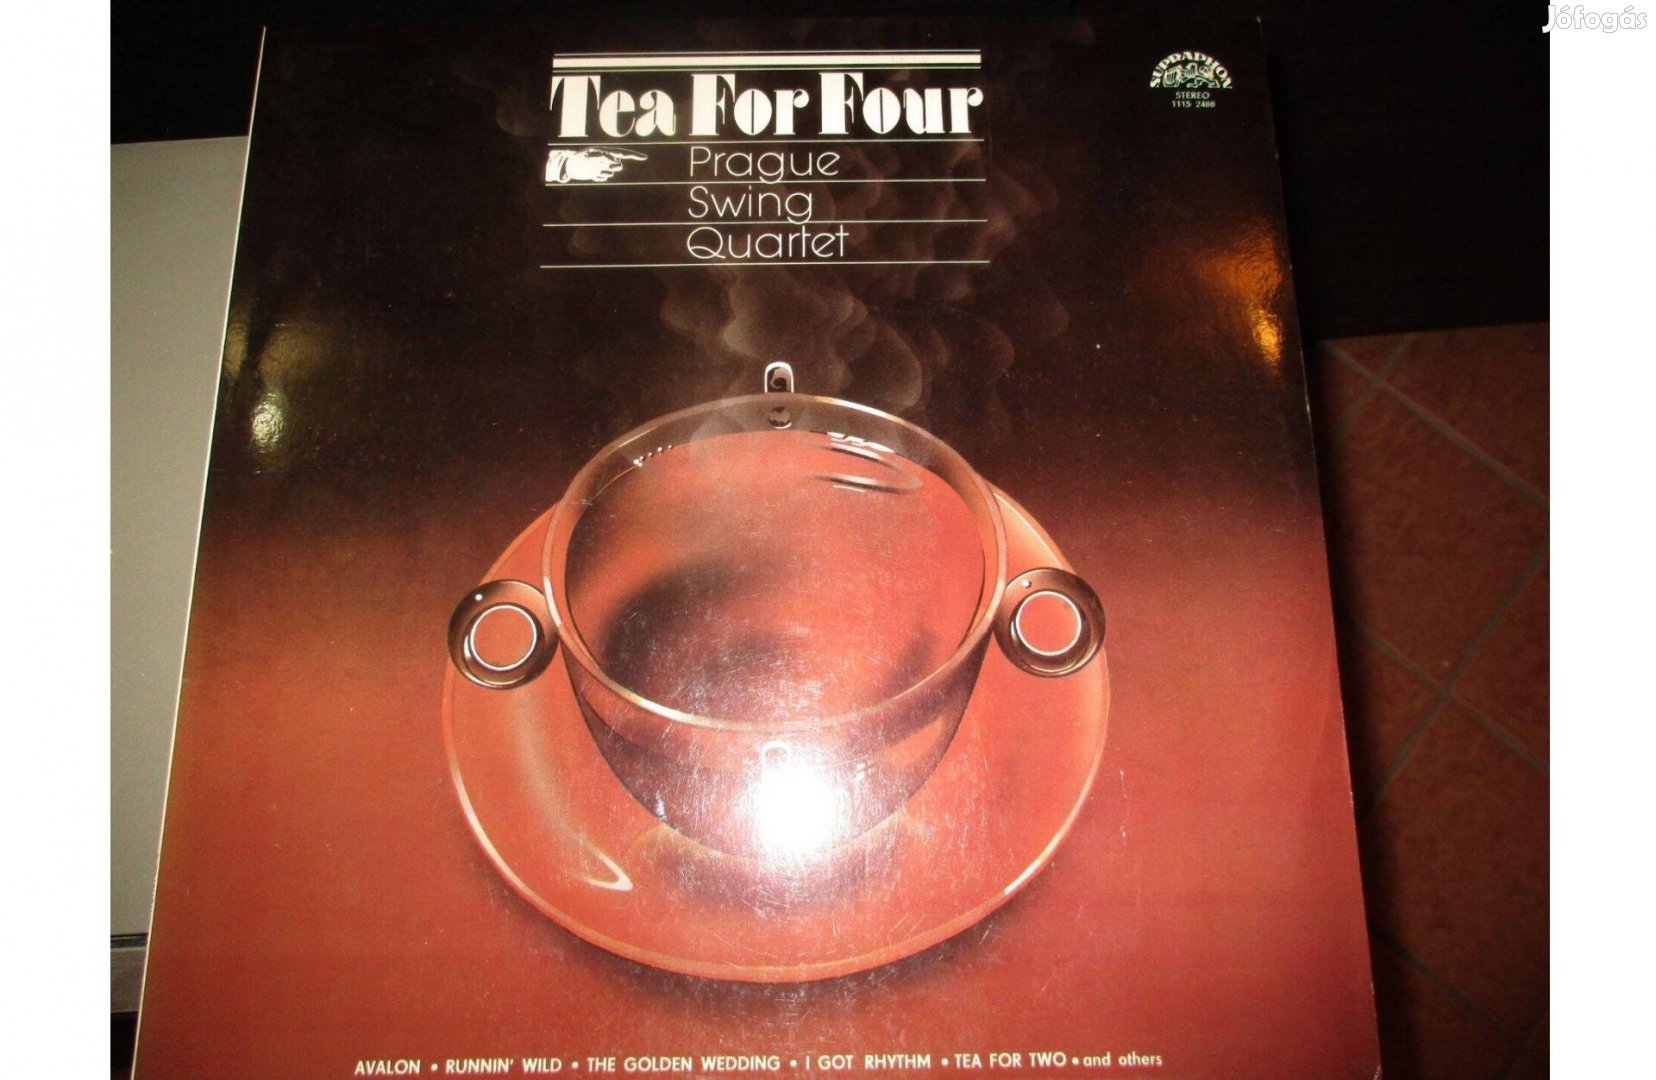 Jófogás
SUPRAPHON
STEREO
1115 2488
Tea For Four
Prague
Swing
Quartet
AVALON • RUNNIN' WILD • THE GOLDEN WEDDING • I GOT RHYTHM • TEA FOR TWO • and others